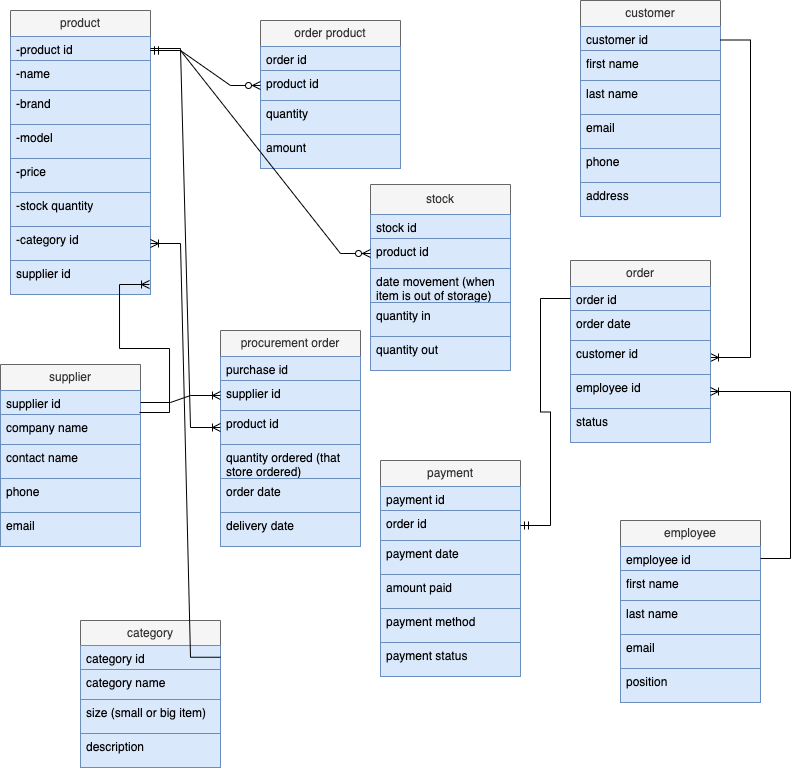 product
-product id
-name
-brand
-model
-price
-stock quantity
-category id
supplier id
order product
order id
product id
quantity
amount
customer
customer id
first name
last name
email
phone
address
stock
stock id
product id
date movement (when
item is out of storage)
quantity in
quantity out
order
order id
order date
customer id
employee id
status
procurement order
purchase id
supplier id
product id
quantity ordered (that
store ordered)
order date
delivery date
supplier
supplier id
company name
contact name
phone
email
payment
payment id
order id
payment date
amount paid
payment method
payment status
employee
employee id
first name
last name
email
position
category
category id
category name
size (small or big item)
description